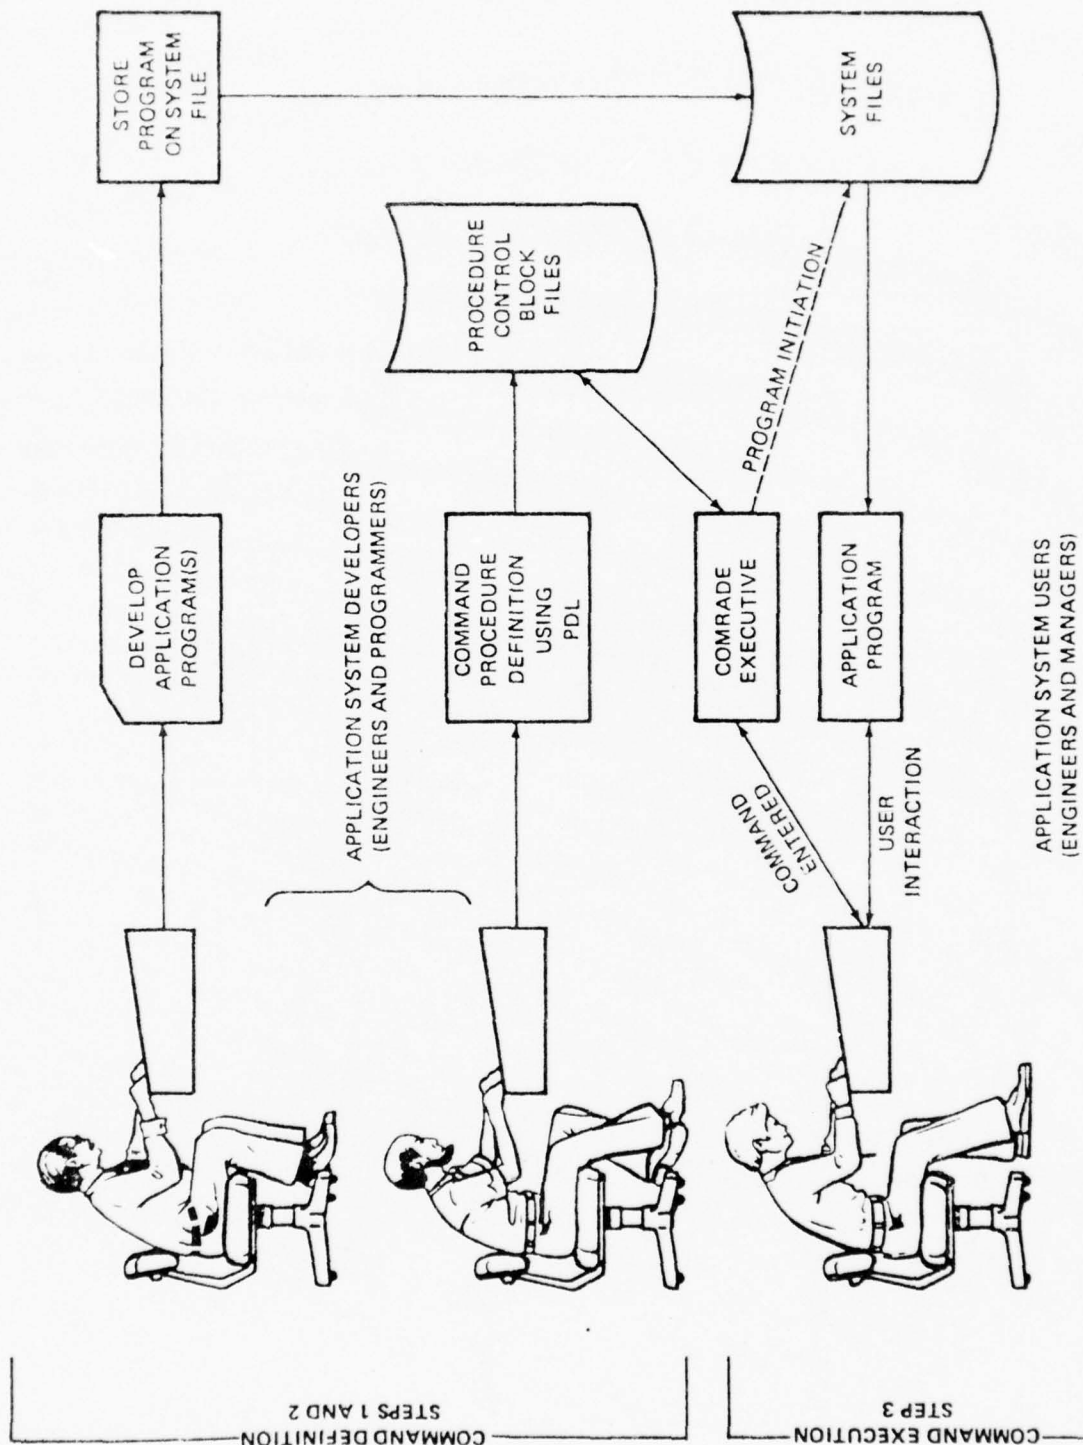 COMMAND DEFINITION
STEPS 1 AND 2
DEVELOP
APPLICATION
PROGRAM(S)
STORE
PROGRAM
ON SYSTEM
FILE
APPLICATION SYSTEM DEVELOPERS
(ENGINEERS AND PROGRAMMERS)
COMMAND
PROCEDURE
DEFINITION
USING
PDL
PROCEDURE
CONTROL
BLOCK
FILES
COMMAND EXECUTION
STEP 3
COMMAND
ENTERED
COMRADE
EXECUTIVE
PROGRAM INITIATION
USER
INTERACTION
APPLICATION
PROGRAM
SYSTEM
FILES
APPLICATION SYSTEM USERS
(ENGINEERS AND MANAGERS)